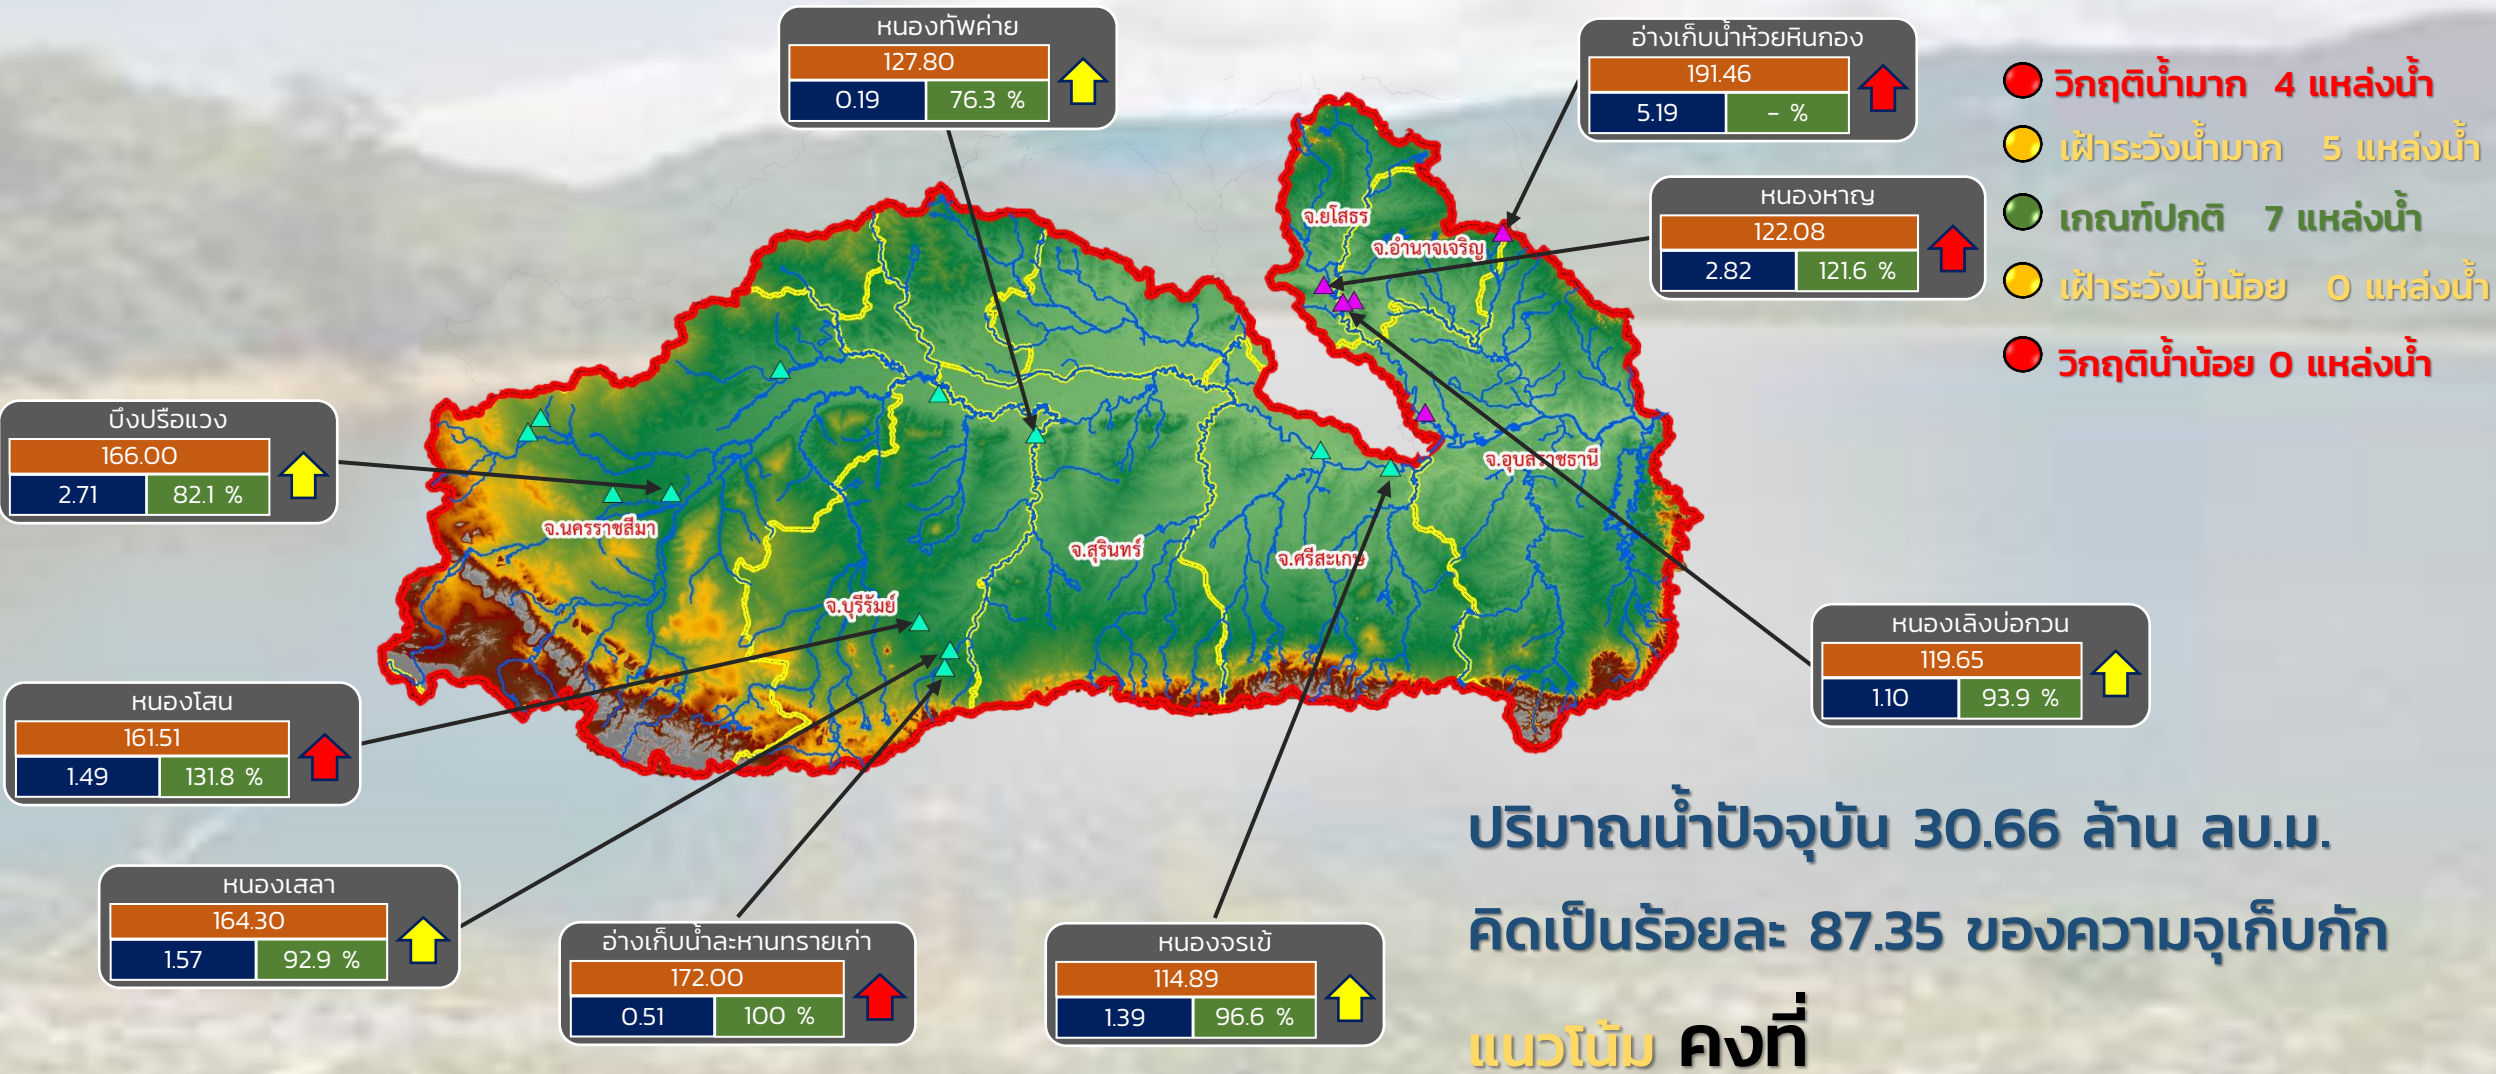 หนองทัพค่าย
127.80
0.19 76.3 %
อ่างเก็บน้ำห้วยหินกอง
191.46
5.19 - %
วิกฤติน้ำมาก 4 แหล่งน้ำ
เฝ้าระวังน้ำมาก 5 แหล่งน้ำ
เกณฑ์ปกติ 7 แหล่งน้ำ
เฝ้าระวังน้ำน้อย 0 แหล่งน้ำ
วิกฤติน้ำน้อย 0 แหล่งน้ำ
หนองหาญ
122.08
2.82 121.6 %
จ.ยโสธร
จ.อำนาจเจริญ
บึงปรือแวง
166.00
2.71 82.1 %
จ.อุบลราชธานี
จ.นครราชสีมา
จ.สุรินทร์
จ.ศรีสะเกษ
จ.บุรีรัมย์
หนองเลิงบ่อกวน
119.65
1.10 93.9 %
หนองโสน
161.51
1.49 131.8 %
หนองเสลา
164.30
1.57 92.9 %
อ่างเก็บน้ำละหานทรายเก่า
172.00
0.51 100 %
หนองจรเข้
114.89
1.39 96.6 %
ปริมาณน้ำปัจจุบัน 30.66 ล้าน ลบ.ม.
คิดเป็นร้อยละ 87.35 ของความจุเก็บกัก
แนวโน้ม คงที่